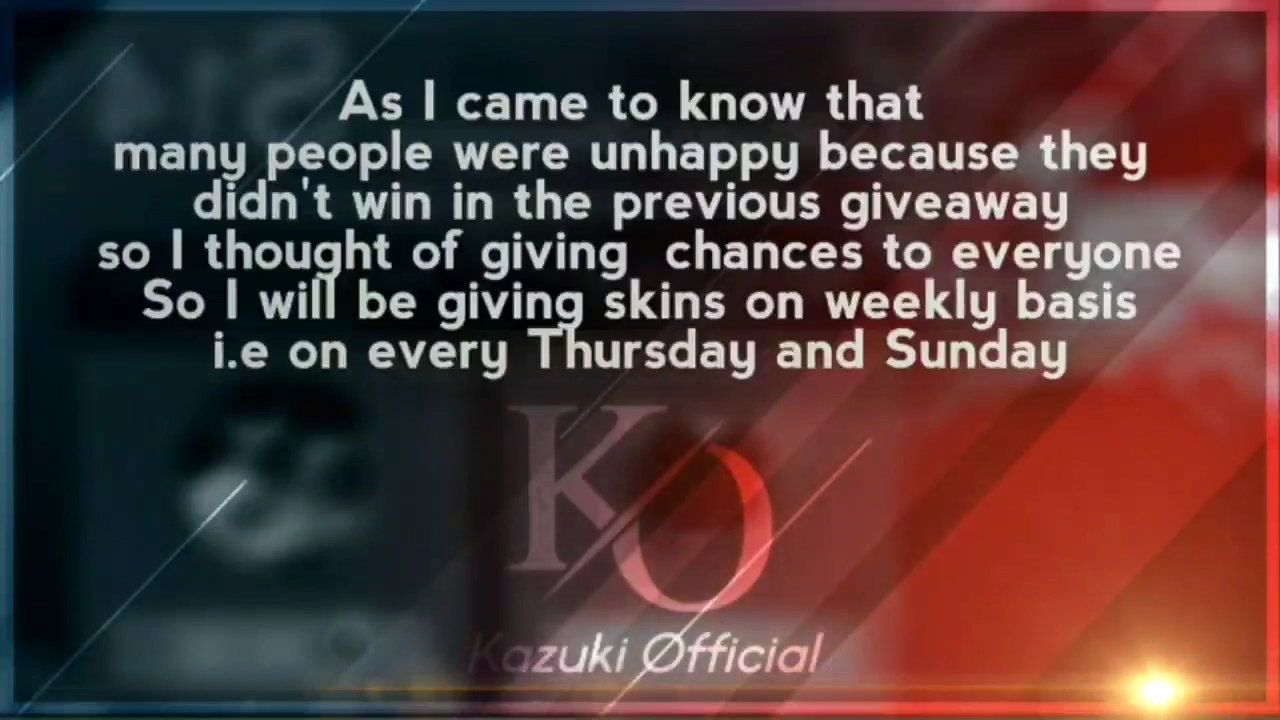 As I came to know that
many people were unhappy because they
didn't win in the previous giveaway
so I thought of giving  chances to everyone
So I will be giving skins on weekly basis
i.e on every Thursday and Sunday
KO
Kazuki Øfficial